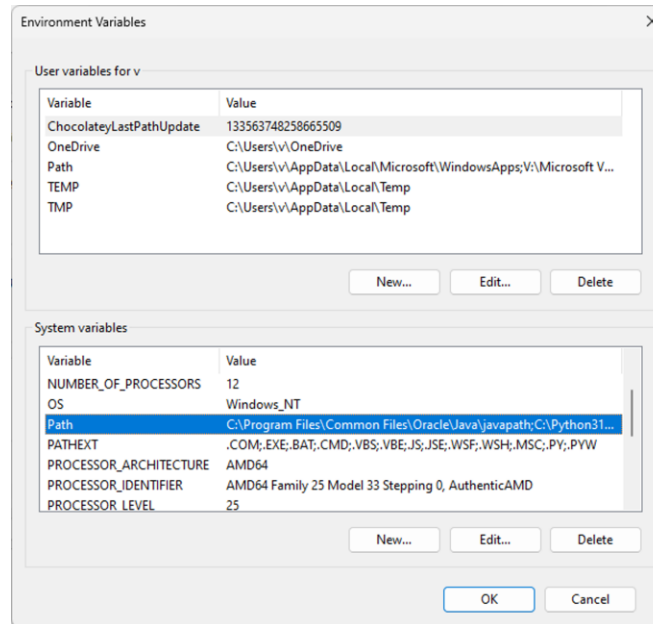 Environment Variables
User variables for v
Variable Value
ChocolateyLastPathUpdate 133563748258665509
OneDrive C:\Users\v\OneDrive
Path C:\Users\v\AppData\Local\Microsoft\WindowsApps;V:\Microsoft V...
TEMP C:\Users\v\AppData\Local\Temp
TMP C:\Users\v\AppData\Local\Temp
New... Edit... Delete
System variables
Variable Value
NUMBER_OF_PROCESSORS 12
OS Windows_NT
Path C:\Program Files\Common Files\Oracle\Java\javapath;C:\Python31...
PATHEXT .COM;.EXE;.BAT;.CMD;.VBS;.VBE;.JS;.JSE;.WSF;.WSH;.MSC;.PY;.PYW
PROCESSOR_ARCHITECTURE AMD64
PROCESSOR_IDENTIFIER AMD64 Family 25 Model 33 Stepping 0, AuthenticAMD
PROCESSOR_LEVEL 25
New... Edit... Delete
OK Cancel